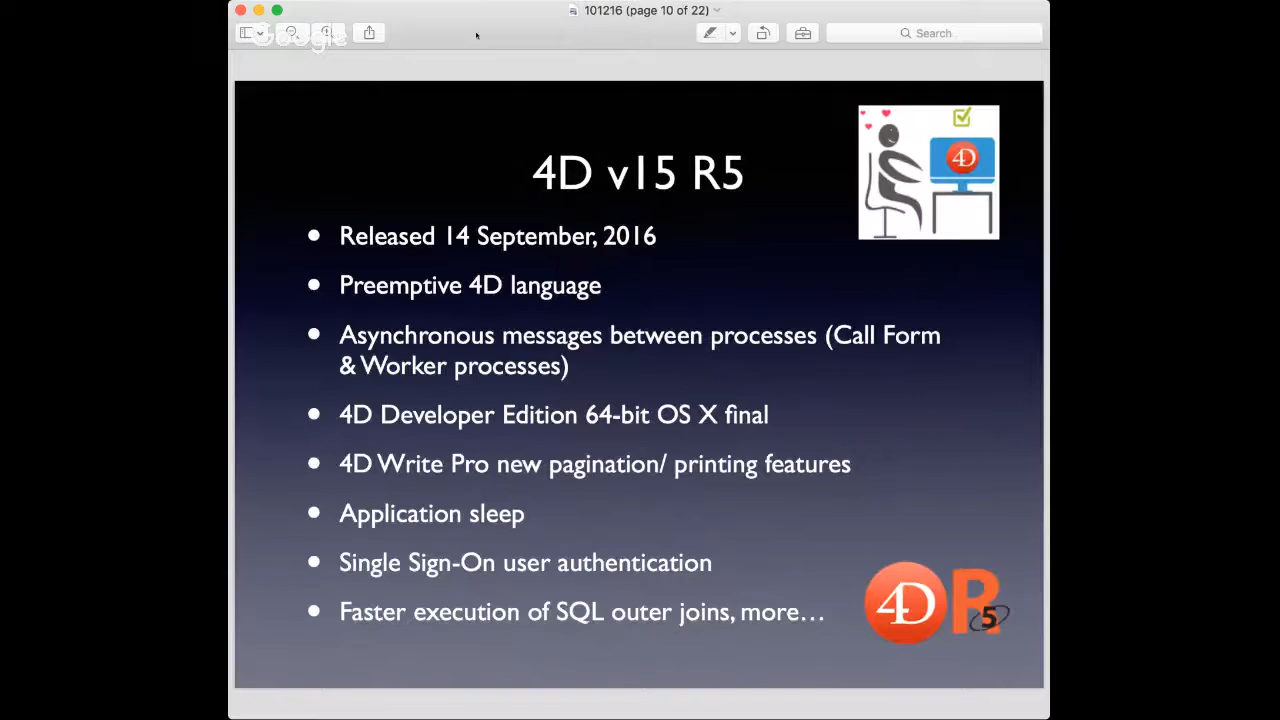 101216 (page 10 of 22)
Google
Search
4D v15 R5
4D
• Released 14 September, 2016
• Preemptive 4D language
• Asynchronous messages between processes (Call Form
& Worker processes)
• 4D Developer Edition 64-bit OS X final
• 4D Write Pro new pagination/ printing features
• Application sleep
• Single Sign-On user authentication
• Faster execution of SQL outer joins, more…
4D R5